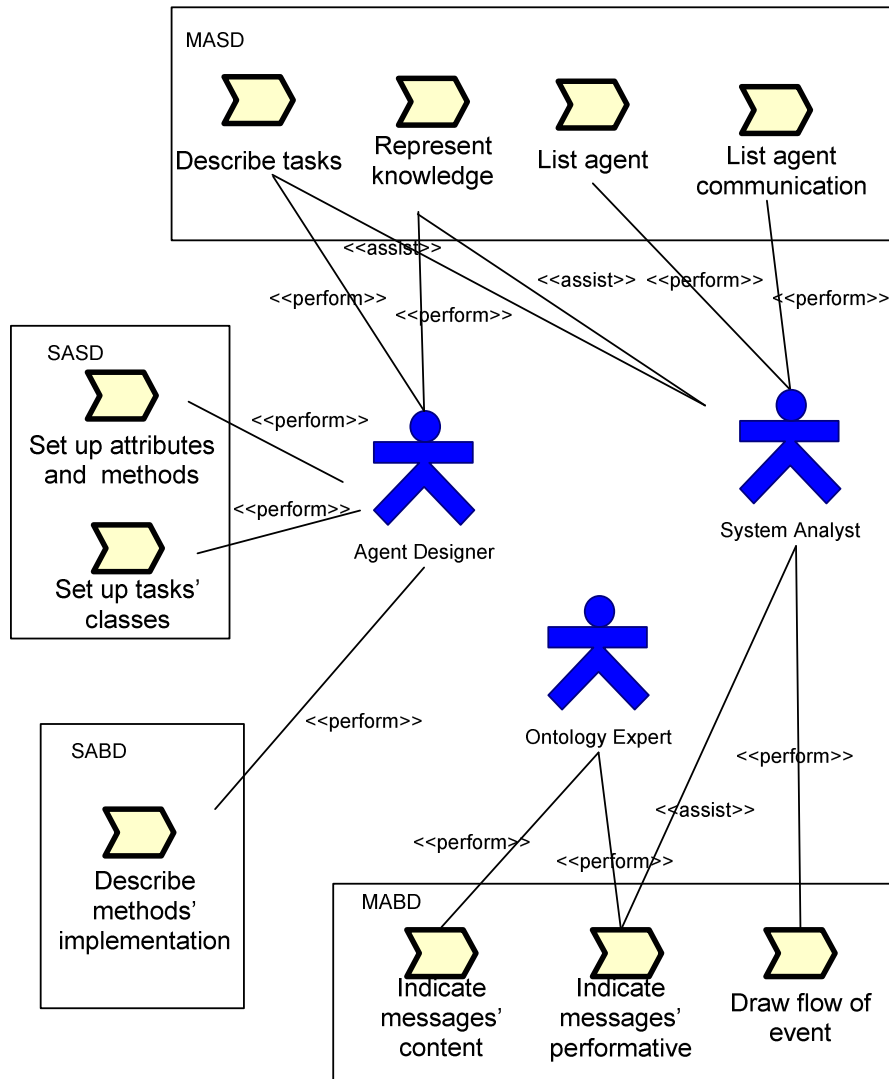 MASD
Describe tasks
Represent
knowledge
List agent
List agent
communication
<<assist>>
<<assist>>
<<perform>>
<<perform>>
<<perform>>
<<perform>>
SASD
Set up attributes
and methods
<<perform>>
<<perform>>
Set up tasks’
classes
Agent Designer
System Analyst
Ontology Expert
<<perform>>
SABD
Describe
methods’
implementation
<<perform>>
<<assist>>
<<perform>>
<<perform>>
MABD
Indicate
messages’
content
Indicate
messages’
performative
Draw flow of
event